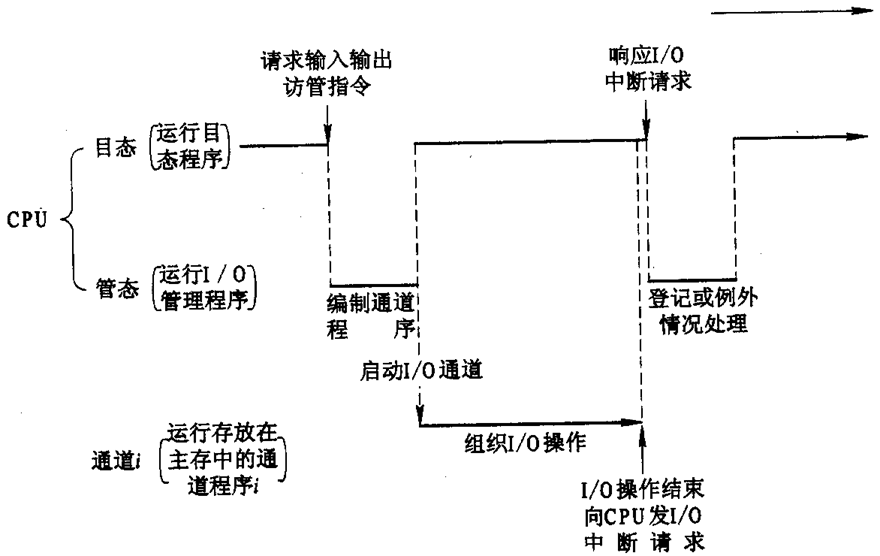 请求输入输出
访管指令
响应I/O
中断请求
CPU
目态
运行目
态程序
管态
运行I/O
管理程序
编制通道
程序
登记或例外
情况处理
启动I/O通道
组织I/O操作
通道i
运行存放在
主存中的通
道程序i
I/O操作结束
向CPU发I/O
中断请求